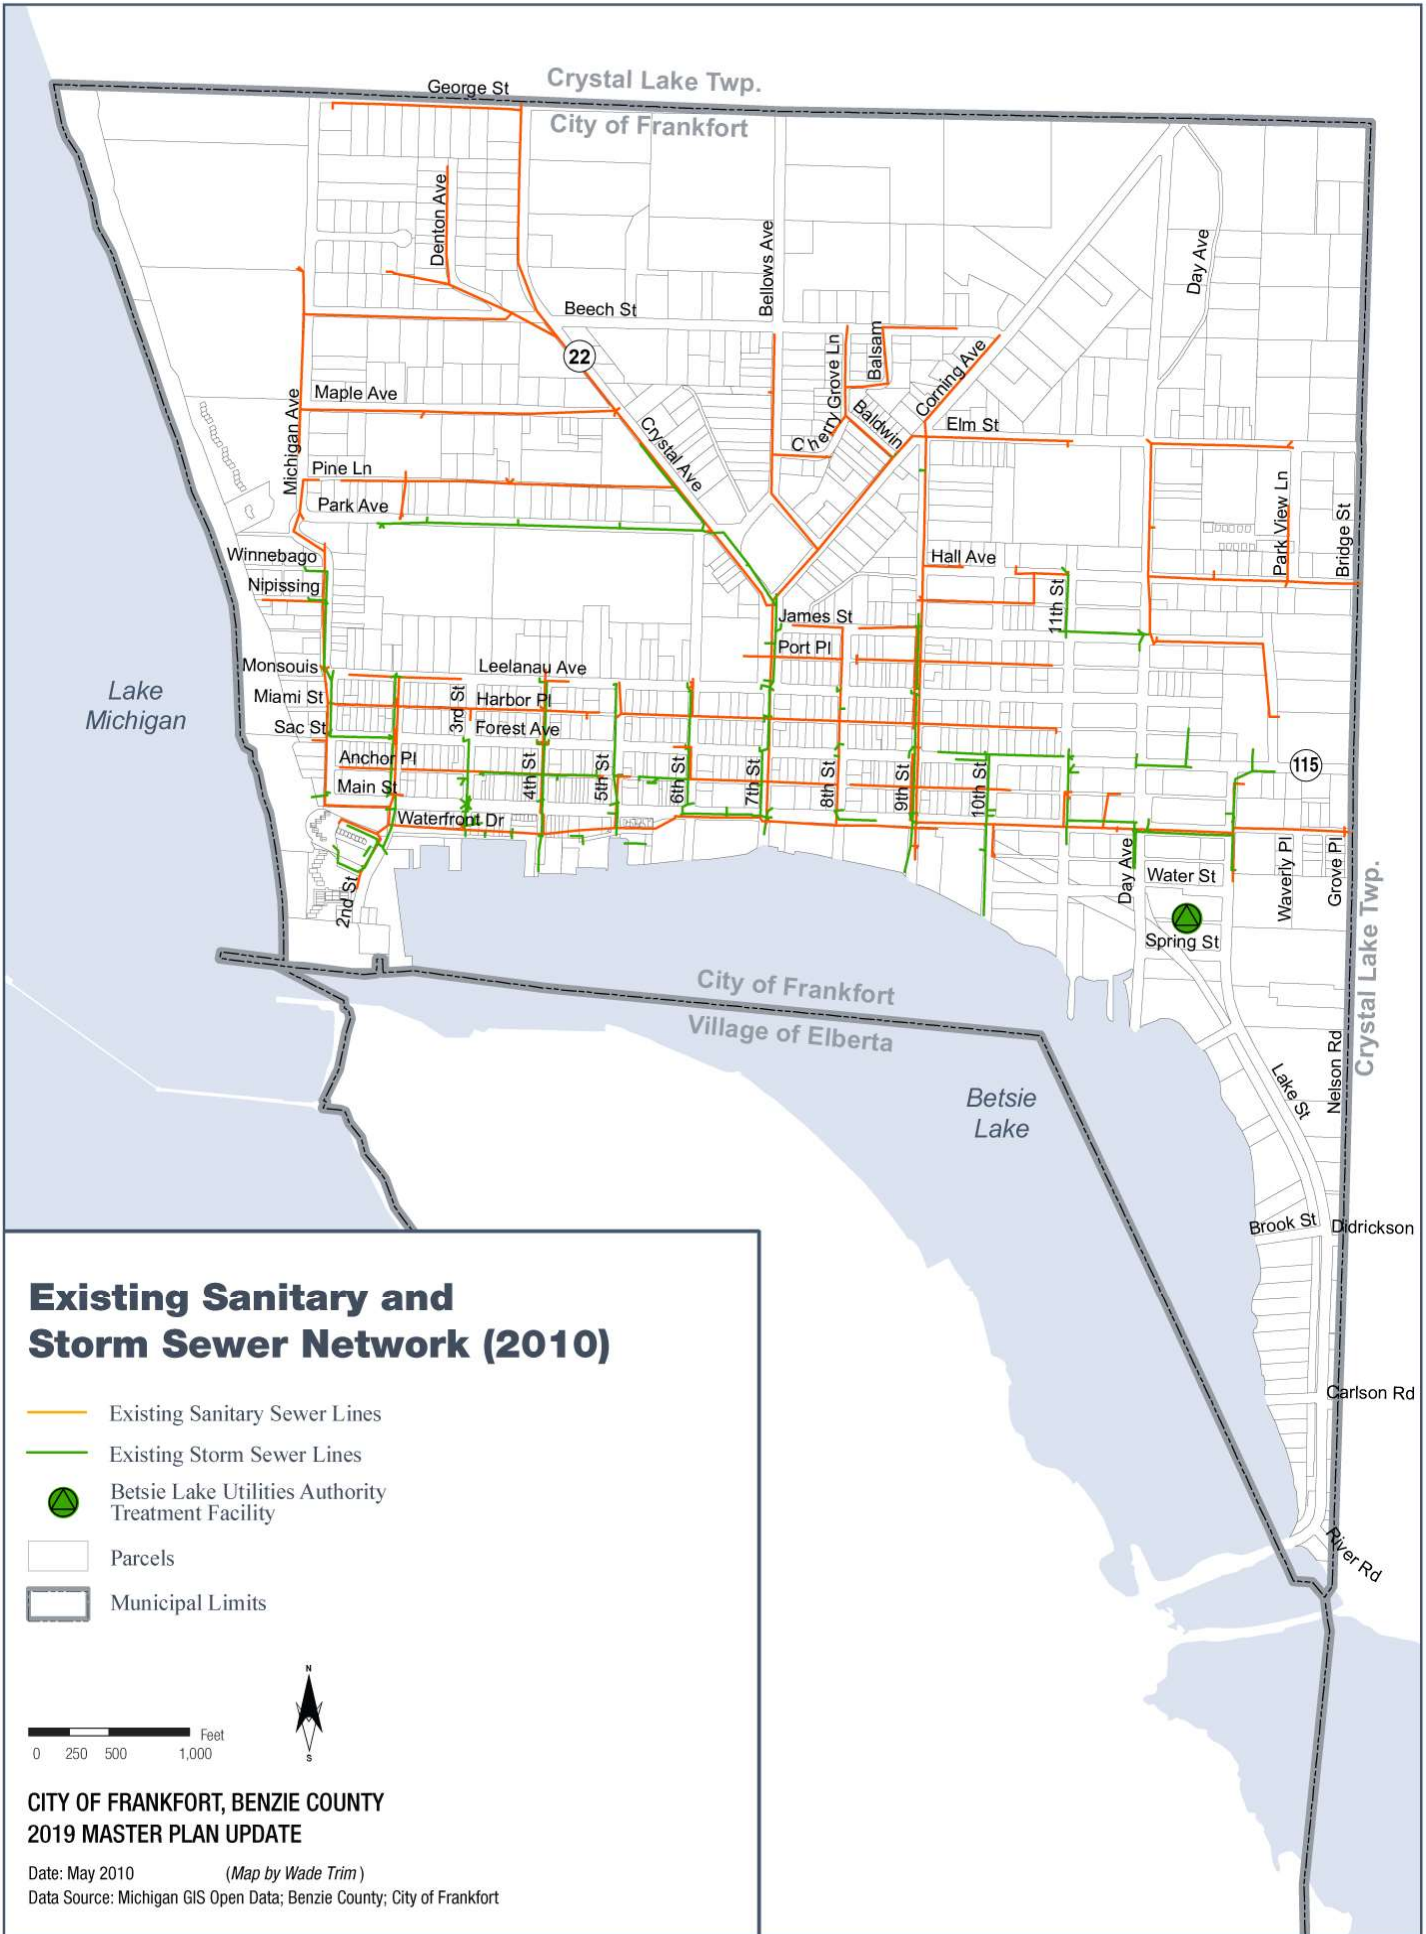 Crystal Lake Twp.
George St
City of Frankfort
Denton Ave
Bellows Ave
Day Ave
Beech St
22
Balsam
Cherry Grove Ln
Corning Ave
Maple Ave
Michigan Ave
Crystal Ave
Baldwin
Elm St
Pine Ln
Park Ave
Park View Ln
Bridge St
Winnebago
Hall Ave
Nipissing
11th St
James St
Port Pl
Monsouis
Leelanau Ave
Lake
Michigan
Miami St
3rd St
Harbor Pl
Sac St
Forest Ave
Anchor Pl
4th St
5th St
6th St
7th St
8th St
9th St
10th St
115
Main St
Waterfront Dr
Day Ave
Water St
Waverly Pl
Grove Pl
2nd St
Spring St
Crystal Lake Twp.
City of Frankfort
Village of Elberta
Betsie
Lake
Lake St
Nelson Rd
Brook St
Didrickson
Carlson Rd
River Rd
Existing Sanitary and
Storm Sewer Network (2010)
Existing Sanitary Sewer Lines
Existing Storm Sewer Lines
Betsie Lake Utilities Authority
Treatment Facility
Parcels
Municipal Limits
N
S
Feet
0 250 500 1,000
CITY OF FRANKFORT, BENZIE COUNTY
2019 MASTER PLAN UPDATE
Date: May 2010 (Map by Wade Trim)
Data Source: Michigan GIS Open Data; Benzie County; City of Frankfort